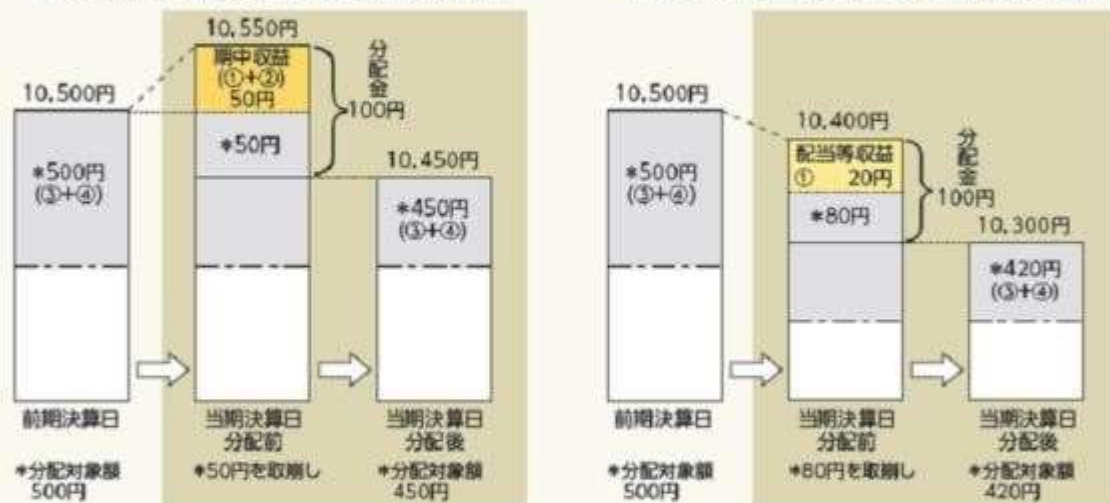 10,550円
期中収益
(①+②)
50円
分配金
100円
10,500円
*50円
*500円
(③+④)
10,450円
*450円
(③+④)
前期決算日
当期決算日
分配前
当期決算日
分配後
*分配対象額
500円
*50円を取崩し
*分配対象額
450円
10,500円
10,400円
配当等収益
① 20円
分配金
100円
*500円
(③+④)
*80円
10,300円
*420円
(③+④)
前期決算日
当期決算日
分配前
当期決算日
分配後
*分配対象額
500円
*80円を取崩し
*分配対象額
420円